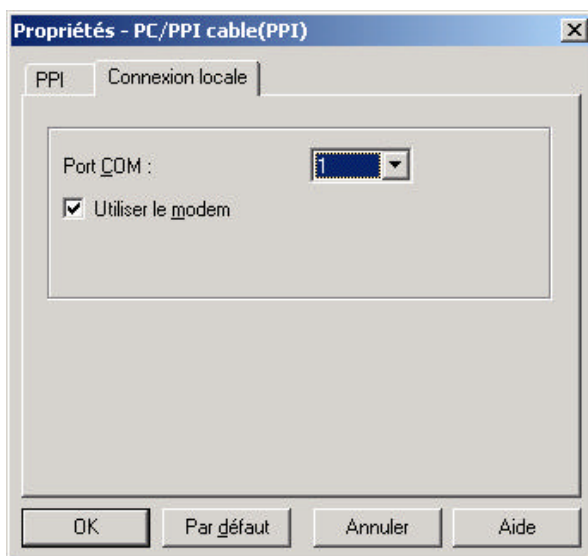 Propriétés - PC/PPI cable(PPI)
PPI Connexion locale
Port COM : 1
Utiliser le modem
OK Par défaut Annuler Aide